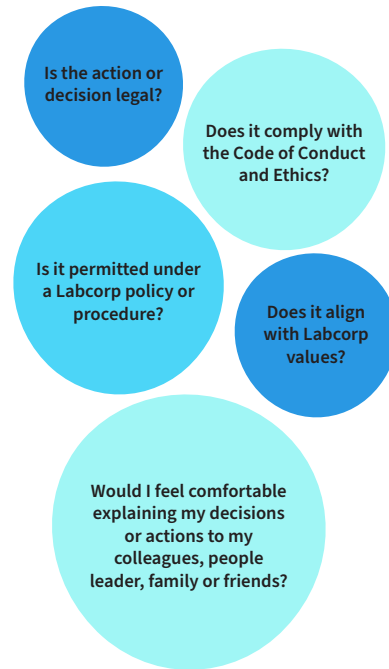 Is the action or
decision legal?
Does it comply with
the Code of Conduct
and Ethics?
Is it permitted under
a Labcorp policy or
procedure?
Does it align
with Labcorp
values?
Would I feel comfortable
explaining my decisions
or actions to my
colleagues, people
leader, family or friends?